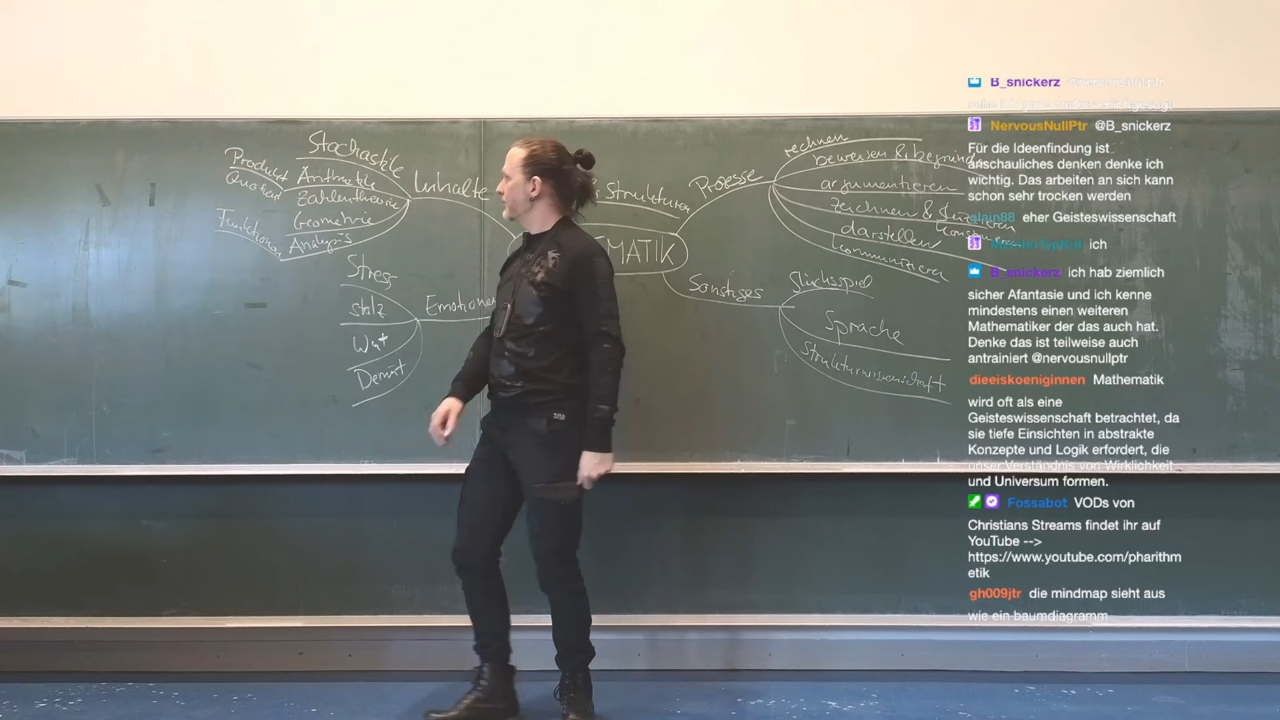 Stochastik
Arithmetik
Zahlentheorie
Geometrie
Analysis
Produkt
Quotient
Funktionen
Inhalte
Stress
Stolz
Wut
Demut
Emotionen
MATIK
Strukturen
Prozesse
rechnen
beweisen & begründ
argumentieren
zeichnen &
darstellen
kommunizieren
Sonstiges
Glücksspiel
Sprache
Strukturwissenschaft
B_snickerz @nervousnullptr
NervousNullPtr @B_snickerz
Für die Ideenfindung ist
anschauliches denken denke ich
wichtig. Das arbeiten an sich kann
schon sehr trocken werden
eher Geisteswissenschaft
ich
B_snickerz ich hab ziemlich
sicher Afantasie und ich kenne
mindestens einen weiteren
Mathematiker der das auch hat.
Denke das ist teilweise auch
antrainiert @nervousnullptr
dieeiskoeniginnen Mathematik
wird oft als eine
Geisteswissenschaft betrachtet, da
sie tiefe Einsichten in abstrakte
Konzepte und Logik erfordert, die
unser Verständnis von Wirklichkeit
und Universum formen.
Fossabot VODs von
Christians Streams findet ihr auf
YouTube -->
https://www.youtube.com/pharithm
etik
gh009jtr die mindmap sieht aus
wie ein baumdiagramm